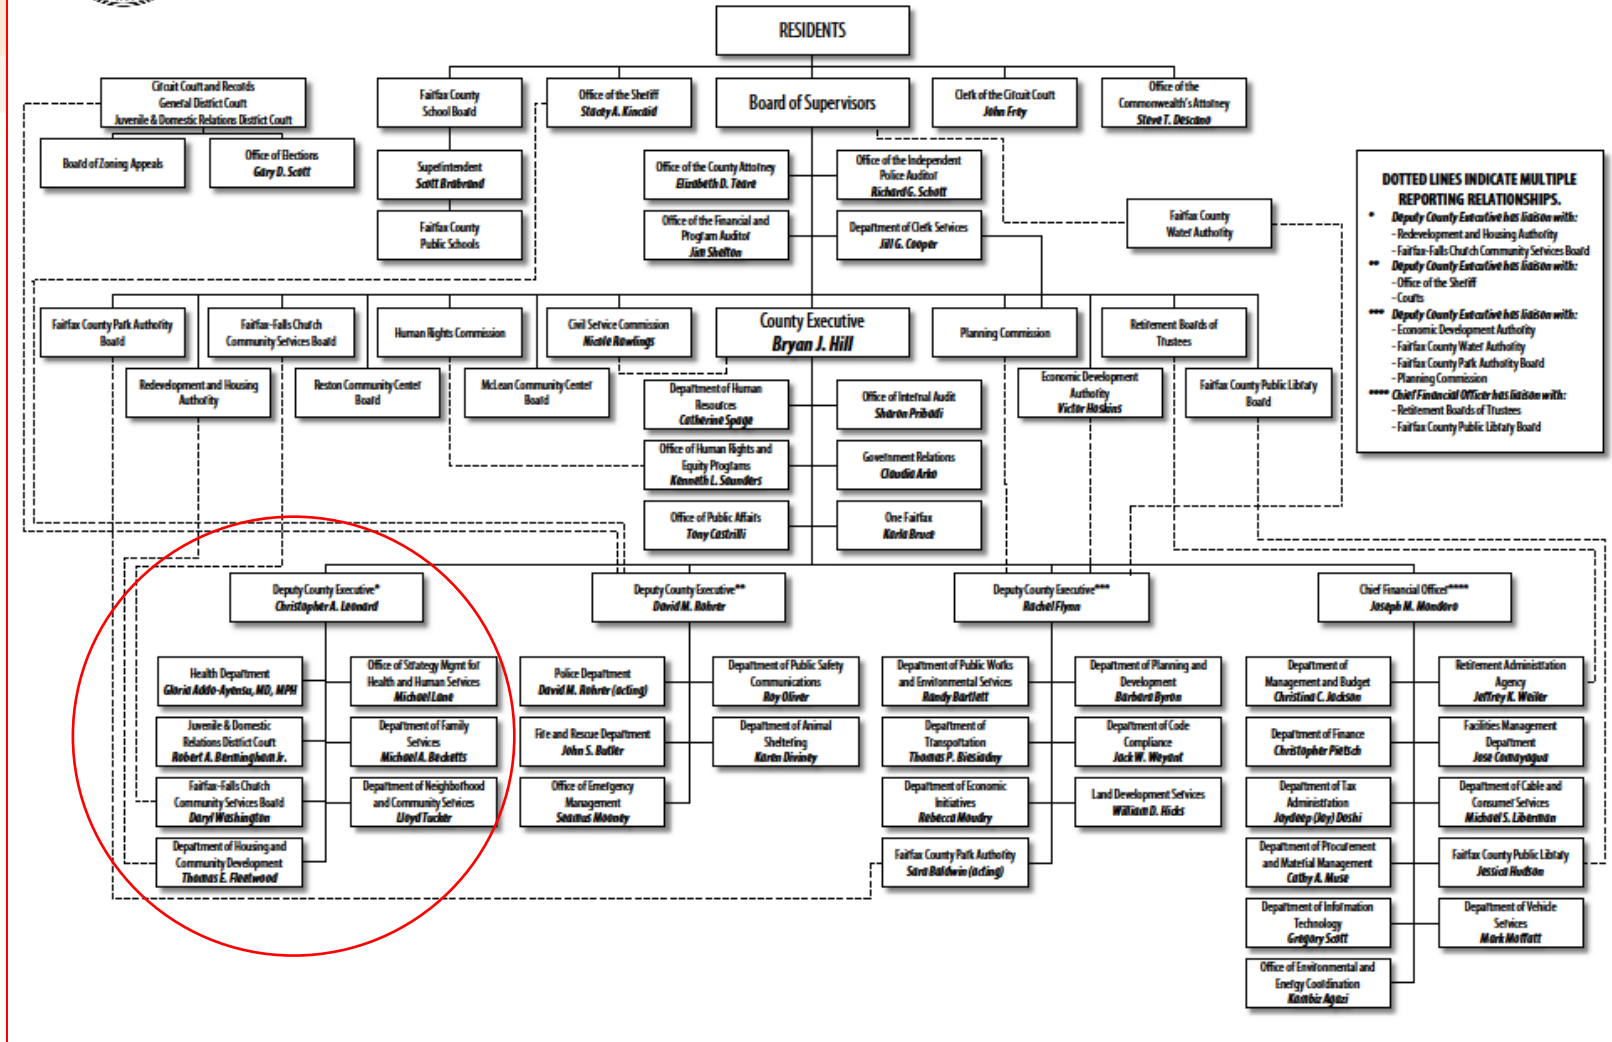 RESIDENTS
Circuit Court and Records
General District Court
Juvenile & Domestic Relations District Court
Fairfax County
School Board
Office of the Sheriff
Stacey A. Kincaid
Board of Supervisors
Clerk of the Circuit Court
John Frey
Office of the
Commonwealth's Attorney
Steve T. Descano
Board of Zoning Appeals
Office of Elections
Gary D. Scott
Superintendent
Scott Brabrand
Fairfax County
Public Schools
Office of the County Attorney
Elizabeth D. Teare
Office of the Independent
Police Auditor
Richard G. Schott
Office of the Financial and
Program Auditor
Jim Shelton
Department of Clerk Services
Jill G. Cooper
Fairfax County
Water Authority
DOTTED LINES INDICATE MULTIPLE
REPORTING RELATIONSHIPS.
* Deputy County Executive has liaison with:
- Redevelopment and Housing Authority
- Fairfax-Falls Church Community Services Board
** Deputy County Executive has liaison with:
- Office of the Sheriff
- Courts
*** Deputy County Executive has liaison with:
- Economic Development Authority
- Fairfax County Water Authority
- Fairfax County Park Authority Board
- Planning Commission
**** Chief Financial Officer has liaison with:
- Retirement Boards of Trustees
- Fairfax County Public Library Board
Fairfax County Park Authority
Board
Fairfax-Falls Church
Community Services Board
Human Rights Commission
Civil Service Commission
Nicole Rawlings
County Executive
Bryan J. Hill
Planning Commission
Retirement Boards of
Trustees
Redevelopment and Housing
Authority
Reston Community Center
Board
McLean Community Center
Board
Economic Development
Authority
Victor Hoskins
Fairfax County Public Library
Board
Department of Human
Resources
Catherine Spage
Office of Internal Audit
Sharon Pribadi
Office of Human Rights and
Equity Programs
Kenneth L. Saunders
Government Relations
Claudia Arko
Office of Public Affairs
Tony Castrilli
One Fairfax
Karla Bruce
Deputy County Executive*
Christopher A. Leonard
Deputy County Executive**
David M. Rohrer
Deputy County Executive***
Rachel Flynn
Chief Financial Officer****
Joseph M. Mondoro
Health Department
Gloria Addo-Ayensu, MD, MPH
Office of Strategy Mgmt for
Health and Human Services
Michael Lane
Juvenile & Domestic
Relations District Court
Robert A. Bermingham Jr.
Department of Family
Services
Michael A. Becketts
Fairfax-Falls Church
Community Services Board
Daryl Washington
Department of Neighborhood
and Community Services
Lloyd Tucker
Department of Housing and
Community Development
Thomas E. Fleetwood
Police Department
David M. Rohrer (acting)
Department of Public Safety
Communications
Roy Oliver
Fire and Rescue Department
John S. Butler
Department of Animal
Sheltering
Karen Diviney
Office of Emergency
Management
Seamus Mooney
Department of Public Works
and Environmental Services
Randy Bartlett
Department of Planning and
Development
Barbara Byron
Department of
Transportation
Thomas P. Biesiadny
Department of Code
Compliance
Jack W. Weyant
Department of Economic
Initiatives
Rebecca Moudry
Land Development Services
William D. Hicks
Fairfax County Park Authority
Sara Baldwin (acting)
Department of
Management and Budget
Christina C. Jackson
Retirement Administration
Agency
Jeffrey K. Weiler
Department of Finance
Christopher Pietsch
Facilities Management
Department
Jose Comayagua
Department of Tax
Administration
Jaydeep (Jay) Doshi
Department of Cable and
Consumer Services
Michael S. Liberman
Department of Procurement
and Material Management
Cathy A. Muse
Fairfax County Public Library
Jessica Hudson
Department of Information
Technology
Gregory Scott
Department of Vehicle
Services
Mark Moffatt
Office of Environmental and
Energy Coordination
Kambiz Agazi